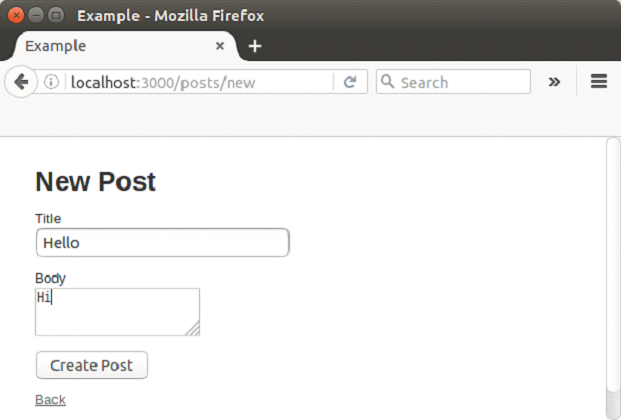 Example - Mozilla Firefox
Example
localhost:3000/posts/new
Search
New Post
Title
Hello
Body
Hi
Create Post
Back